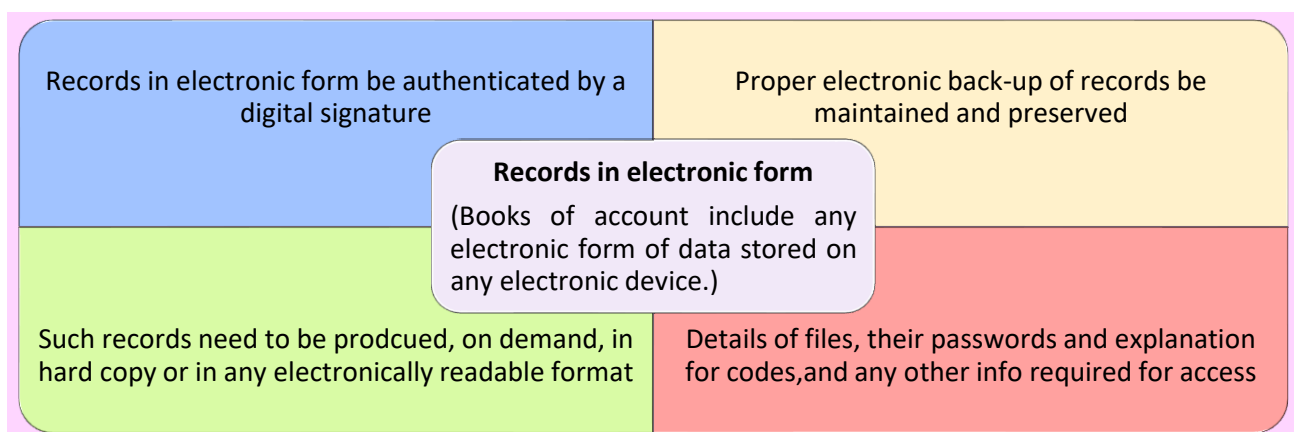 Records in electronic form be authenticated by a
digital signature
Proper electronic back-up of records be
maintained and preserved
Records in electronic form
(Books of account include any
electronic form of data stored on
any electronic device.)
Such records need to be prodcued, on demand, in
hard copy or in any electronically readable format
Details of files, their passwords and explanation
for codes,and any other info required for access